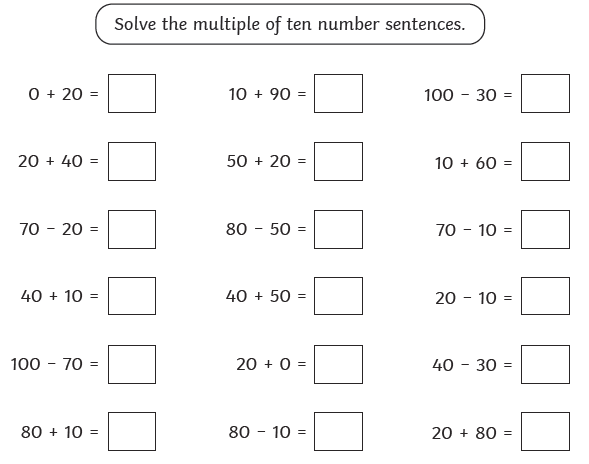 Solve the multiple of ten number sentences.
0 + 20 =
10 + 90 =
100 − 30 =
20 + 40 =
50 + 20 =
10 + 60 =
70 − 20 =
80 − 50 =
70 − 10 =
40 + 10 =
40 + 50 =
20 − 10 =
100 − 70 =
20 + 0 =
40 − 30 =
80 + 10 =
80 − 10 =
20 + 80 =